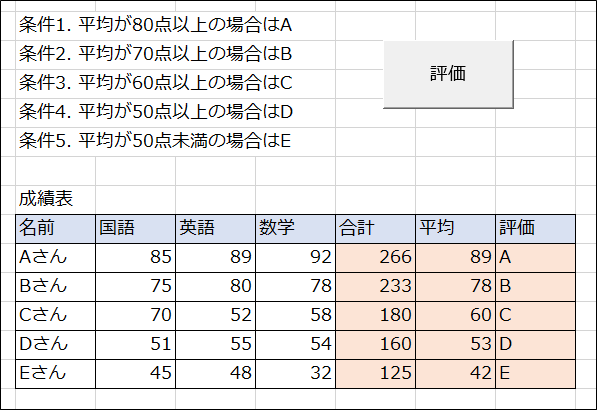 条件1. 平均が80点以上の場合はA
条件2. 平均が70点以上の場合はB
評価
条件3. 平均が60点以上の場合はC
条件4. 平均が50点以上の場合はD
条件5. 平均が50点未満の場合はE
成績表
名前 国語 英語 数学 合計 平均 評価
Aさん 85 89 92 266 89 A
Bさん 75 80 78 233 78 B
Cさん 70 52 58 180 60 C
Dさん 51 55 54 160 53 D
Eさん 45 48 32 125 42 E